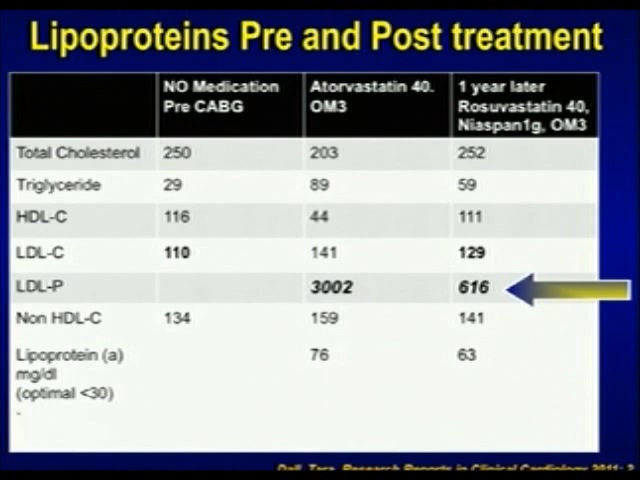 Lipoproteins Pre and Post treatment
NO Medication Atorvastatin 40. 1 year later
Pre CABG OM3 Rosuvastatin 40,
Niaspan1g, OM3
Total Cholesterol 250 203 252
Triglyceride 29 89 59
HDL-C 116 44 111
LDL-C 110 141 129
LDL-P 3002 616
Non HDL-C 134 159 141
Lipoprotein (a) 76 63
mg/dl
(optimal <30)
Research Reports in Clinical Cardiology 2011: 2